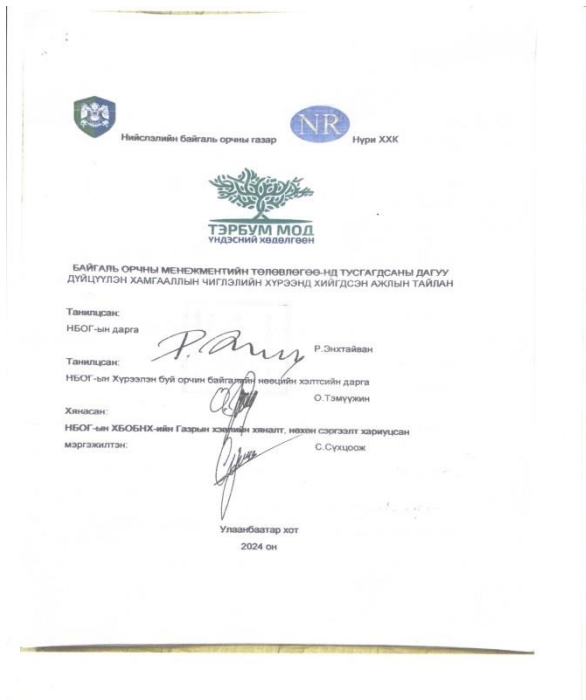 NR
Нийслэлийн байгаль орчны газар
Нүри ХХК
ТЭРБУМ МОД
ҮНДЭСНИЙ ХӨДӨЛГӨӨН
БАЙГАЛЬ ОРЧНЫ МЕНЕЖМЕНТИЙН ТӨЛӨВЛӨГӨӨ-НД ТУСГАГДСАНЫ ДАГУУ
ДҮЙЦҮҮЛЭН ХАМГААЛЛЫН ЧИГЛЭЛИЙН ХҮРЭЭНД ХИЙГДСЭН АЖЛЫН ТАЙЛАН
Танилцсан:
НБОГ-ын дарга
Р.Энхтайван
Танилцсан:
НБОГ-ын Хүрээлэн буй орчин байгалийн нөөцийн хэлтсийн дарга
О.Тэмүүжин
Хянасан:
НБОГ-ын ХБОБНХ-ийн Газрын хэвлийн хяналт, нөхөн сэргээлт хариуцсан
мэргэжилтэн:
С.Сүхцоож
Улаанбаатар хот
2024 он